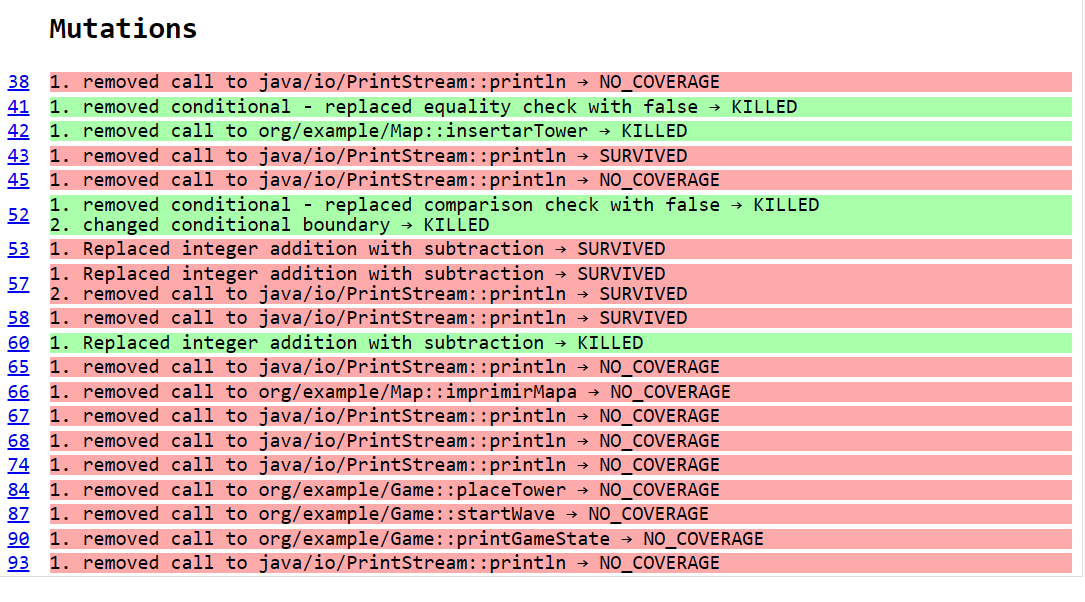 Mutations
38 1. removed call to java/io/PrintStream::println → NO_COVERAGE
41 1. removed conditional - replaced equality check with false → KILLED
42 1. removed call to org/example/Map::insertarTower → KILLED
43 1. removed call to java/io/PrintStream::println → SURVIVED
45 1. removed call to java/io/PrintStream::println → NO_COVERAGE
52 1. removed conditional - replaced comparison check with false → KILLED
2. changed conditional boundary → KILLED
53 1. Replaced integer addition with subtraction → SURVIVED
57 1. Replaced integer addition with subtraction → SURVIVED
2. removed call to java/io/PrintStream::println → SURVIVED
58 1. removed call to java/io/PrintStream::println → SURVIVED
60 1. Replaced integer addition with subtraction → KILLED
65 1. removed call to java/io/PrintStream::println → NO_COVERAGE
66 1. removed call to org/example/Map::imprimirMapa → NO_COVERAGE
67 1. removed call to java/io/PrintStream::println → NO_COVERAGE
68 1. removed call to java/io/PrintStream::println → NO_COVERAGE
74 1. removed call to java/io/PrintStream::println → NO_COVERAGE
84 1. removed call to org/example/Game::placeTower → NO_COVERAGE
87 1. removed call to org/example/Game::startWave → NO_COVERAGE
90 1. removed call to org/example/Game::printGameState → NO_COVERAGE
93 1. removed call to java/io/PrintStream::println → NO_COVERAGE